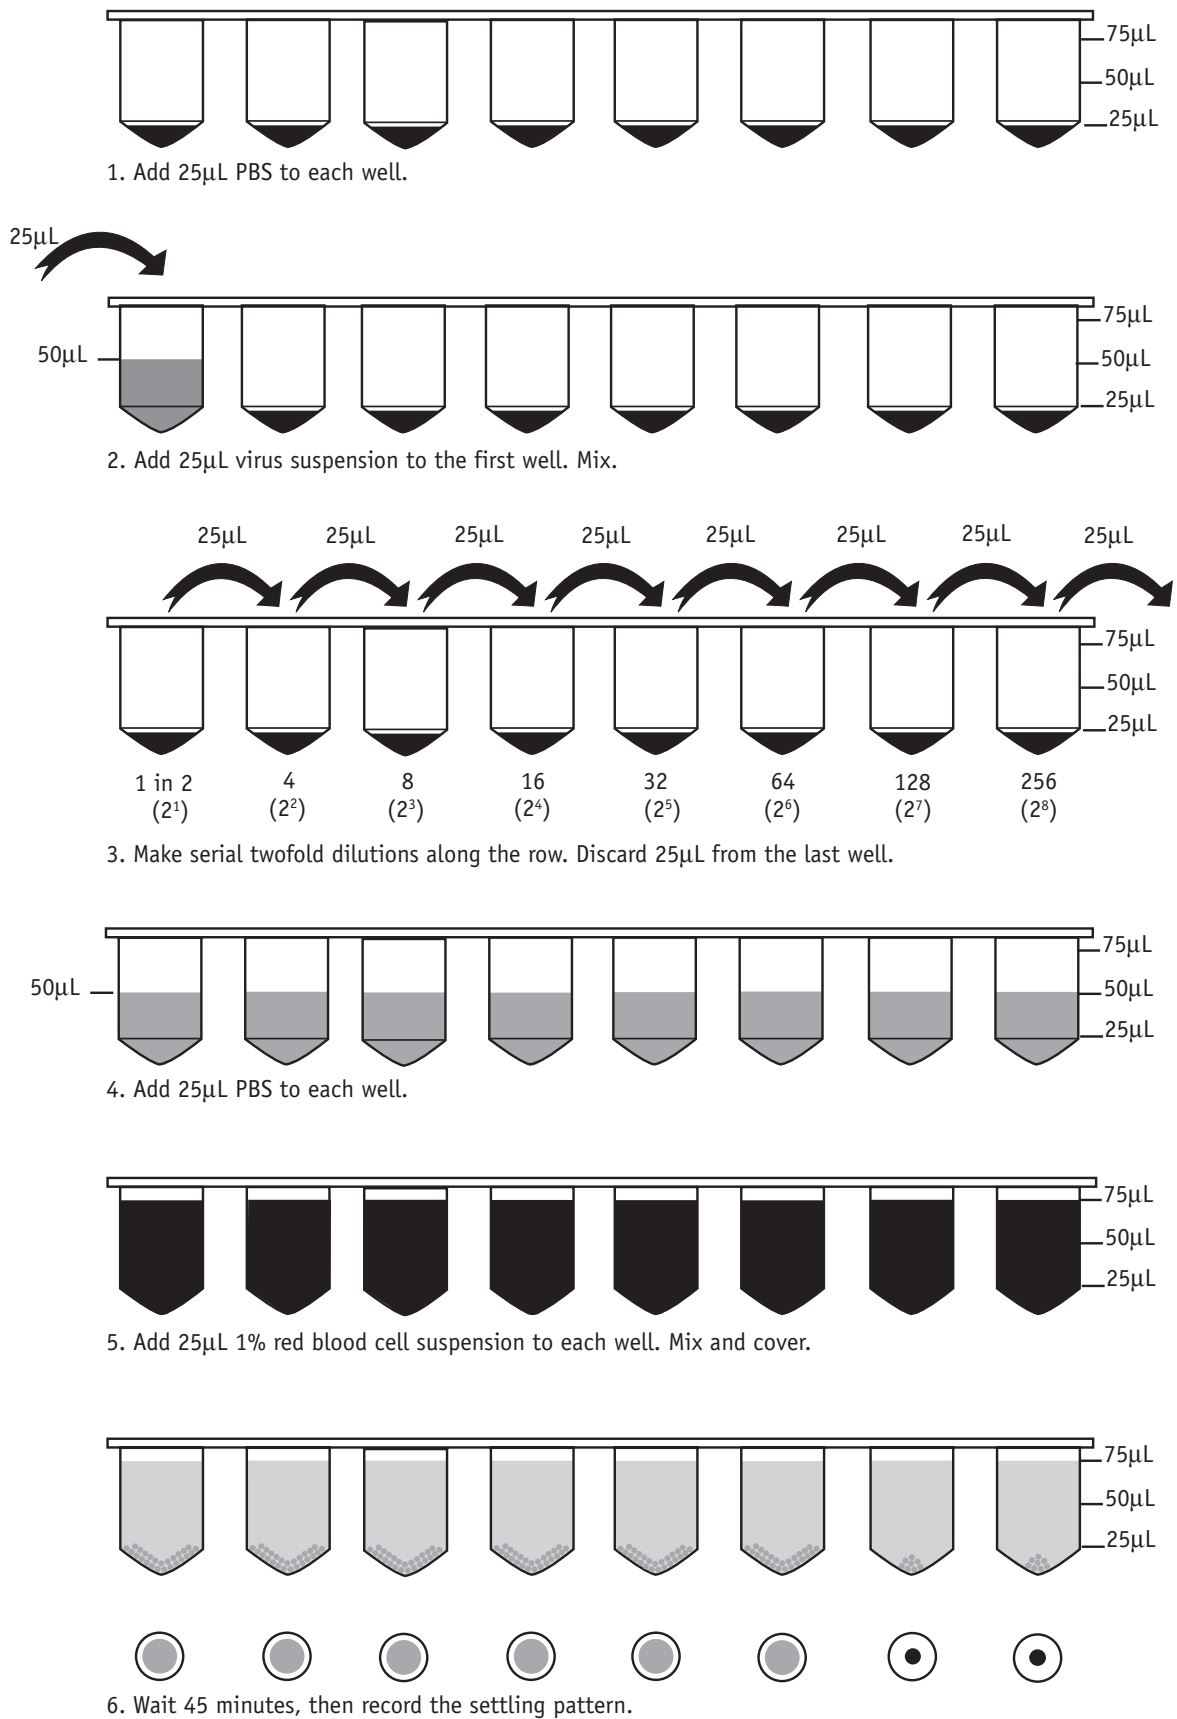 75µL
50µL
25µL
1. Add 25µL PBS to each well.
25µL
75µL
50µL
50µL
25µL
2. Add 25µL virus suspension to the first well. Mix.
25µL 25µL 25µL 25µL 25µL 25µL 25µL 25µL
75µL
50µL
25µL
1 in 2 4 8 16 32 64 128 256
(2¹) (2²) (2³) (2⁴) (2⁵) (2⁶) (2⁷) (2⁸)
3. Make serial twofold dilutions along the row. Discard 25µL from the last well.
75µL
50µL 50µL
25µL
4. Add 25µL PBS to each well.
75µL
50µL
25µL
5. Add 25µL 1% red blood cell suspension to each well. Mix and cover.
75µL
50µL
25µL
6. Wait 45 minutes, then record the settling pattern.